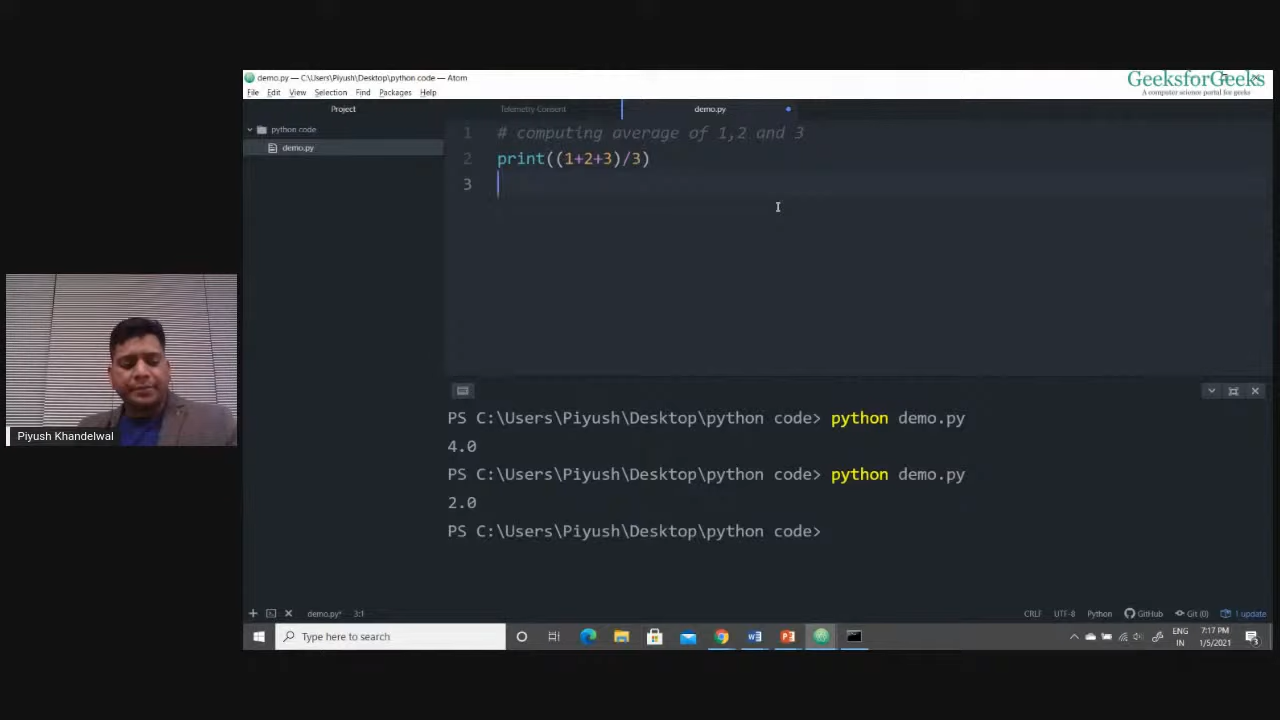 demo.py — C:\Users\Piyush\Desktop\python code — Atom
GeeksforGeeks
A computer science portal for geeks
File Edit View Selection Find Packages Help
Project
Telemetry Consent
demo.py
python code
demo.py
1 # computing average of 1,2 and 3
2 print((1+2+3)/3)
3
Piyush Khandelwal
PS C:\Users\Piyush\Desktop\python code> python demo.py
4.0
PS C:\Users\Piyush\Desktop\python code> python demo.py
2.0
PS C:\Users\Piyush\Desktop\python code>
demo.py* 3:1
CRLF UTF-8 Python GitHub Git (0) 1 update
Type here to search
ENG
IN
7:17 PM
1/5/2021
3